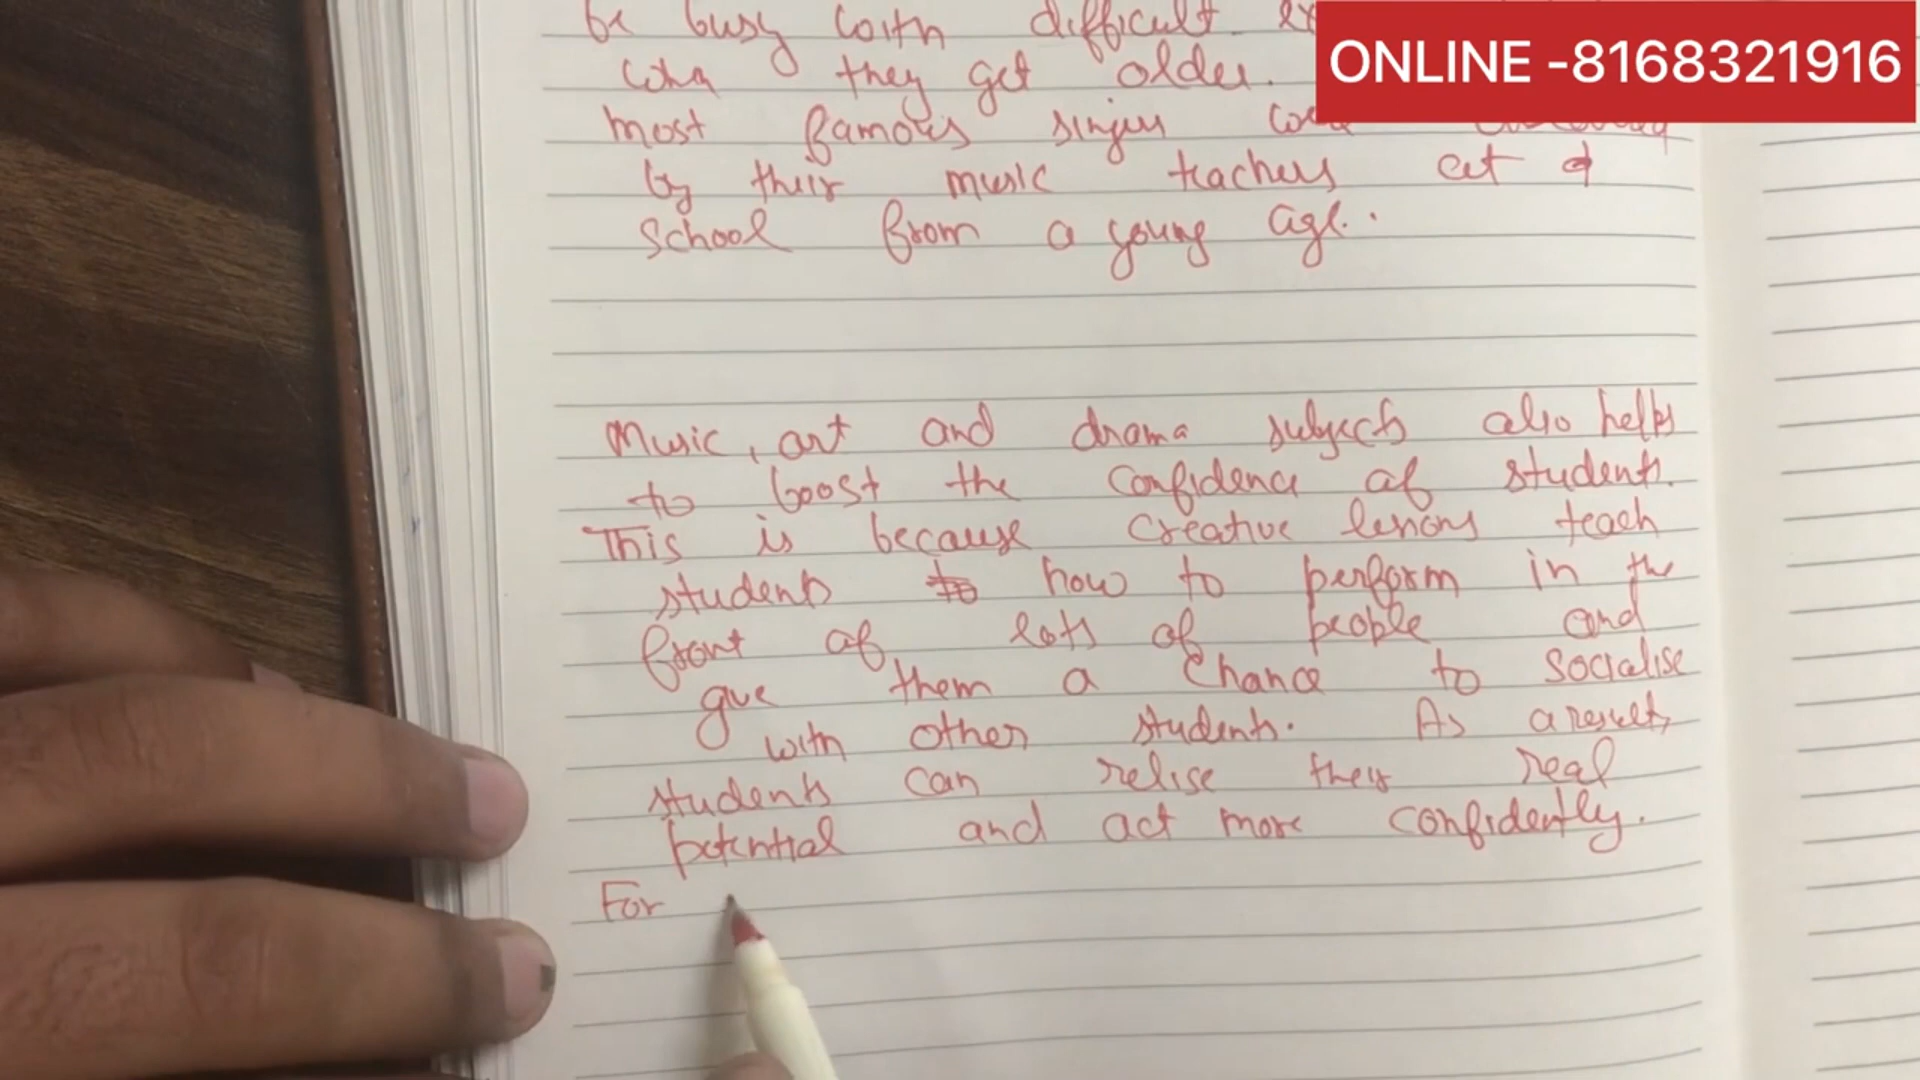 be busy with difficult
ONLINE -8168321916
when they get older.
most famous singers
by their music teachers at
school from a young age.
Music, art and drama subjects also helps
to boost the confidence of students.
This is because creative lessons teach
students how to perform in the
front of lots of people and
give them a chance to socialise
with other students. As a result,
students can relise their real
potential and act more confidently.
For